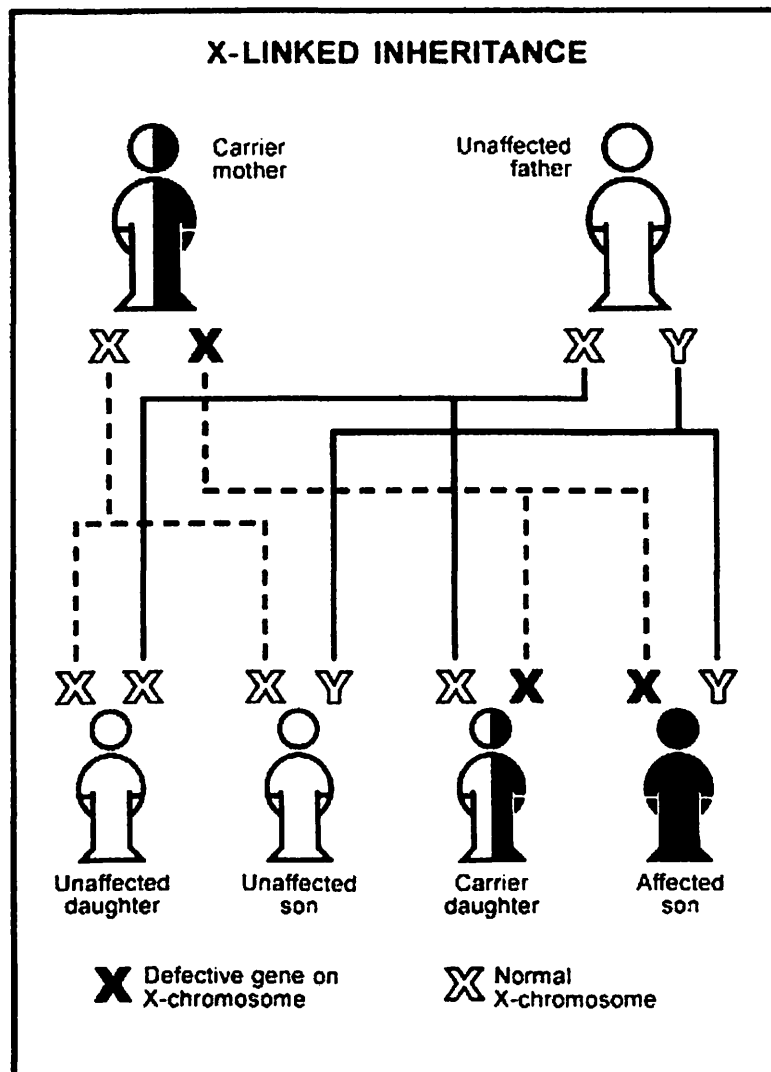 X-LINKED INHERITANCE
Carrier
mother
Unaffected
father
X X
X Y
X X
X Y
X X
X Y
Unaffected
daughter
Unaffected
son
Carrier
daughter
Affected
son
X Defective gene on
X-chromosome
X Normal
X-chromosome